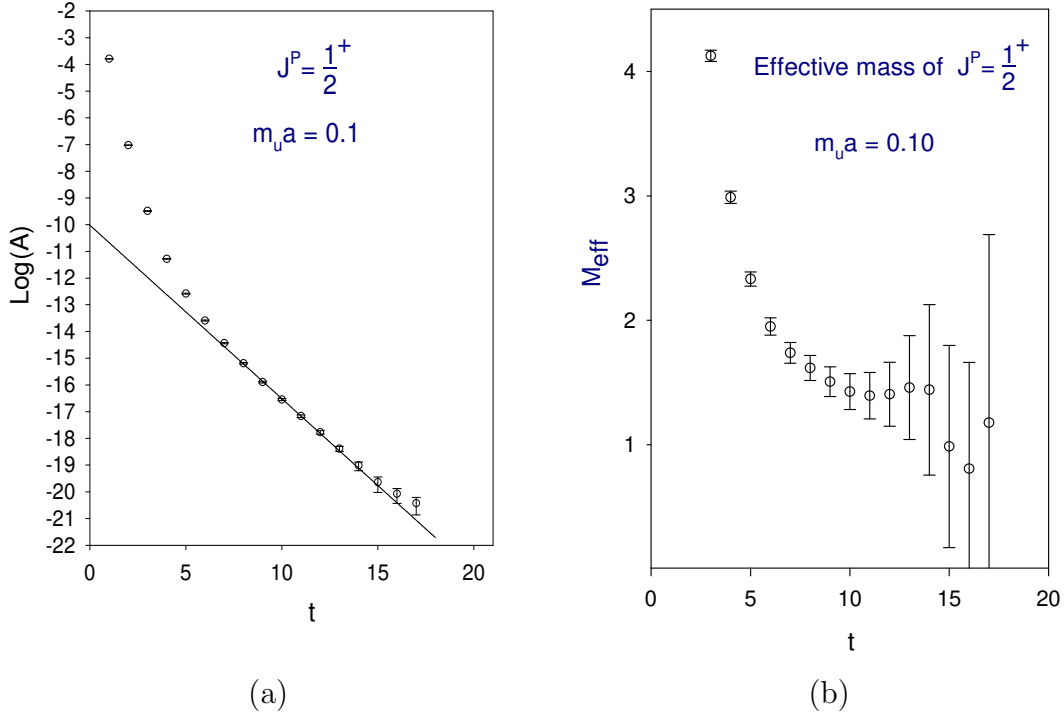 -2
-3
-4
-5
-6
-7
-8
-9
-10
-11
-12
-13
-14
-15
-16
-17
-18
-19
-20
-21
-22
Log(A)
J^P = 1/2^+
m_u a = 0.1
0 5 10 15 20
t
(a)
4
3
2
1
M_eff
Effective mass of J^P = 1/2^+
m_u a = 0.10
0 5 10 15 20
t
(b)